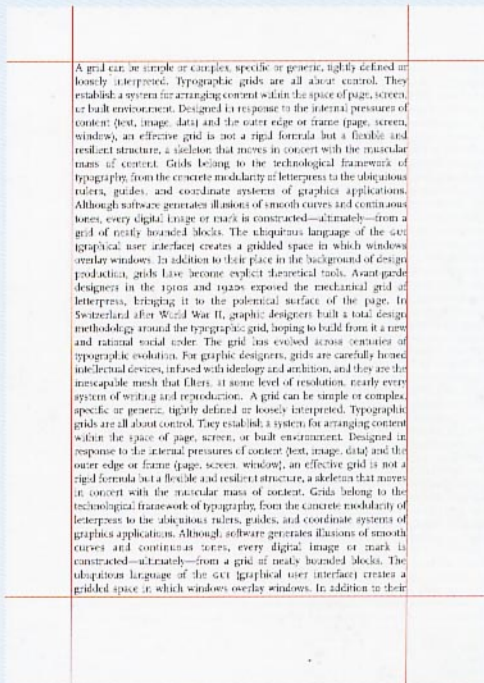 A grid can be simple or complex, specific or generic, tightly defined or
loosely interpreted. Typographic grids are all about control. They
establish a system for arranging content within the space of page, screen,
or built environment. Designed in response to the internal pressures of
content (text, image, data) and the outer edge or frame (page, screen,
window), an effective grid is not a rigid formula but a flexible and
resilient structure, a skeleton that moves in concert with the muscular
mass of content. Grids belong to the technological framework of
typography, from the concrete modularity of letterpress to the ubiquitous
rulers, guides, and coordinate systems of graphics applications.
Although software generates illusions of smooth curves and continuous
tones, every digital image or mark is constructed—ultimately—from a
grid of neatly bounded blocks. The ubiquitous language of the GUI
(graphical user interface) creates a gridded space in which windows
overlay windows. In addition to their place in the background of design
production, grids have become explicit theoretical tools. Avant-garde
designers in the 1910s and 1920s exposed the mechanical grid of
letterpress, bringing it to the polemical surface of the page. In
Switzerland after World War II, graphic designers built a total design
methodology around the typographic grid, hoping to build from it a new
and rational social order. The grid has evolved across centuries of
typographic evolution. For graphic designers, grids are carefully honed
intellectual devices, infused with ideology and ambition, and they are the
inescapable mesh that filters, at some level of resolution, nearly every
system of writing and reproduction. A grid can be simple or complex,
specific or generic, tightly defined or loosely interpreted. Typographic
grids are all about control. They establish a system for arranging content
within the space of page, screen, or built environment. Designed in
response to the internal pressures of content (text, image, data) and the
outer edge or frame (page, screen, window), an effective grid is not a
rigid formula but a flexible and resilient structure, a skeleton that moves
in concert with the muscular mass of content. Grids belong to the
technological framework of typography, from the concrete modularity of
letterpress to the ubiquitous rulers, guides, and coordinate systems of
graphics applications. Although software generates illusions of smooth
curves and continuous tones, every digital image or mark is
constructed—ultimately—from a grid of neatly bounded blocks. The
ubiquitous language of the GUI (graphical user interface) creates a
gridded space in which windows overlay windows. In addition to their